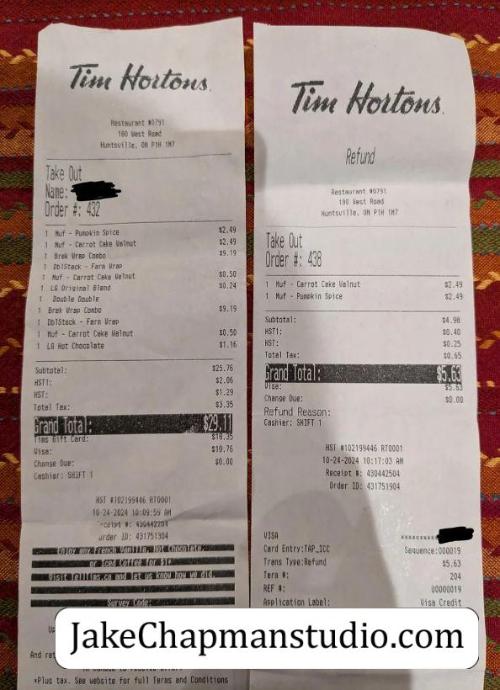 Tim Hortons
Restaurant #0791
190 West Road
Huntsville, ON P1H 1M7
Take Out
Name:
Order #: 432
1 Muf - Pumpkin Spice $2.49
1 Muf - Carrot Cake Walnut $2.49
1 Brek Wrap Combo $9.19
1 DblStack - Farm Wrap
1 Muf - Carrot Cake Walnut $0.50
1 LG Original Blend $0.24
1 Double Double
1 Brek Wrap Combo $9.19
1 DblStack - Farm Wrap
1 Muf - Carrot Cake Walnut $0.50
1 LG Hot Chocolate $1.16
Subtotal: $25.76
HST1: $2.06
HST: $1.29
Total Tax: $3.35
Grand Total: $29.11
Tims Gift Card: $18.35
Visa: $10.76
Change Due: $0.00
Cashier: SHIFT 1
HST #102199446 RT0001
10-24-2024 10:09:59 AM
Receipt #: 430442504
Order ID: 431751304
Enjoy any French Vanilla, Hot Chocolate,
or Iced Coffee for $1*
Visit telltims.ca and let us know how we did.
Survey Code:
*Plus tax. See website for full Terms and Conditions
Tim Hortons
Refund
Restaurant #0791
190 West Road
Huntsville, ON P1H 1M7
Take Out
Order #: 438
1 Muf - Carrot Cake Walnut $2.49
1 Muf - Pumpkin Spice $2.49
Subtotal: $4.98
HST1: $0.40
HST: $0.25
Total Tax: $0.65
Grand Total: $5.63
Visa: $5.63
Change Due: $0.00
Refund Reason:
Cashier: SHIFT 1
HST #102199446 RT0001
10-24-2024 10:17:03 AM
Receipt #: 430442504
Order ID: 431751304
VISA
Card Entry:TAP_ICC Sequence:000019
Trans Type:Refund $5.63
Term #: 204
REF #: 00000019
Application Label: Visa Credit
JakeChapmanstudio.com